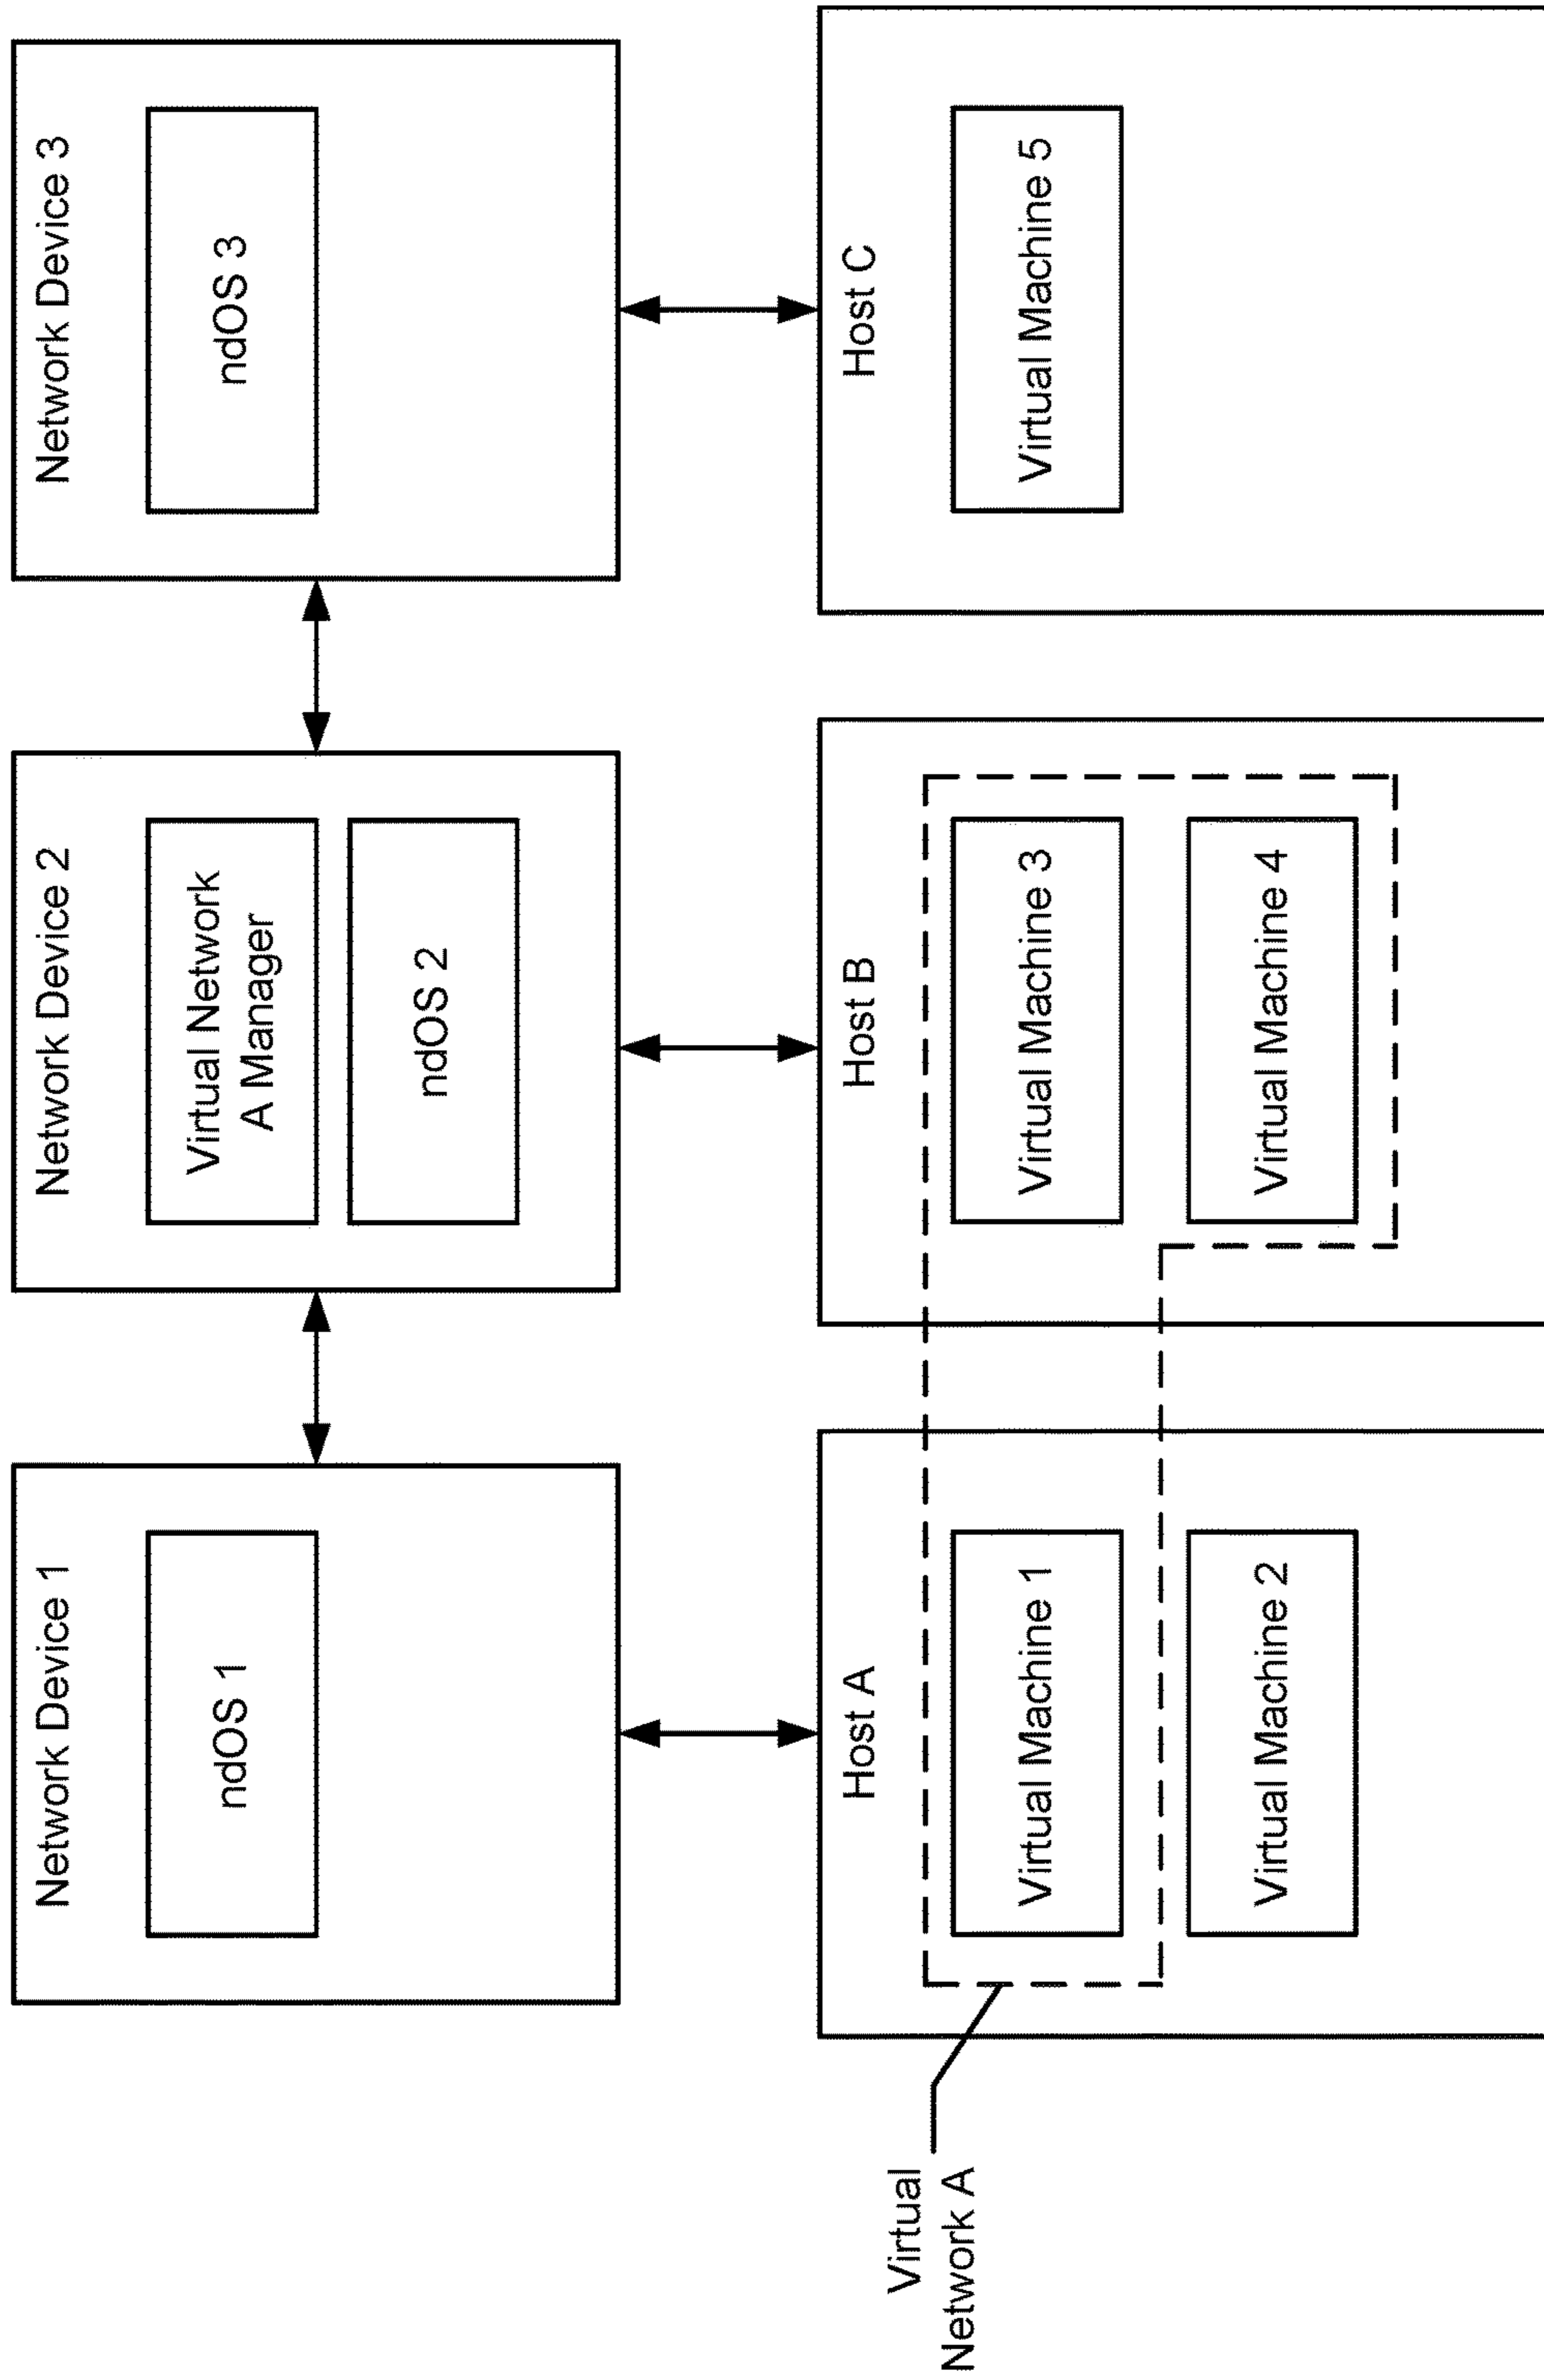 Network Device 1
ndOS 1
Network Device 2
Virtual Network
A Manager
ndOS 2
Network Device 3
ndOS 3
Virtual
Network A
Host A
Virtual Machine 1
Virtual Machine 2
Host B
Virtual Machine 3
Virtual Machine 4
Host C
Virtual Machine 5